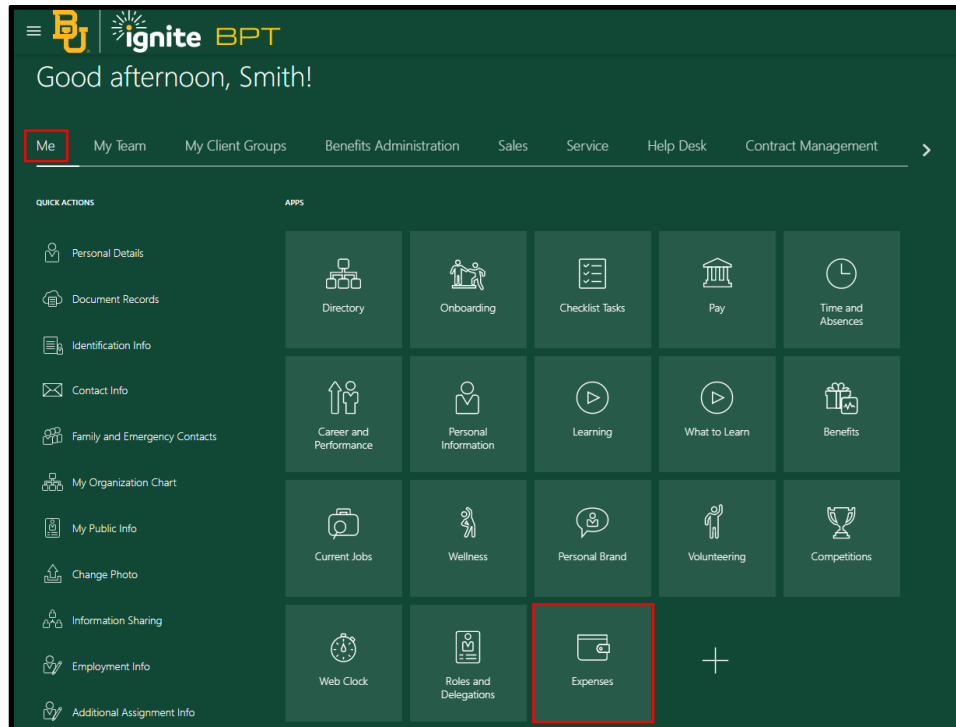 BU ignite BPT
Good afternoon, Smith!
Me My Team My Client Groups Benefits Administration Sales Service Help Desk Contract Management
QUICK ACTIONS
Personal Details
Document Records
Identification Info
Contact Info
Family and Emergency Contacts
My Organization Chart
My Public Info
Change Photo
Information Sharing
Employment Info
Additional Assignment Info
APPS
Directory
Onboarding
Checklist Tasks
Pay
Time and
Absences
Career and
Performance
Personal
Information
Learning
What to Learn
Benefits
Current Jobs
Wellness
Personal Brand
Volunteering
Competitions
Web Clock
Roles and
Delegations
Expenses